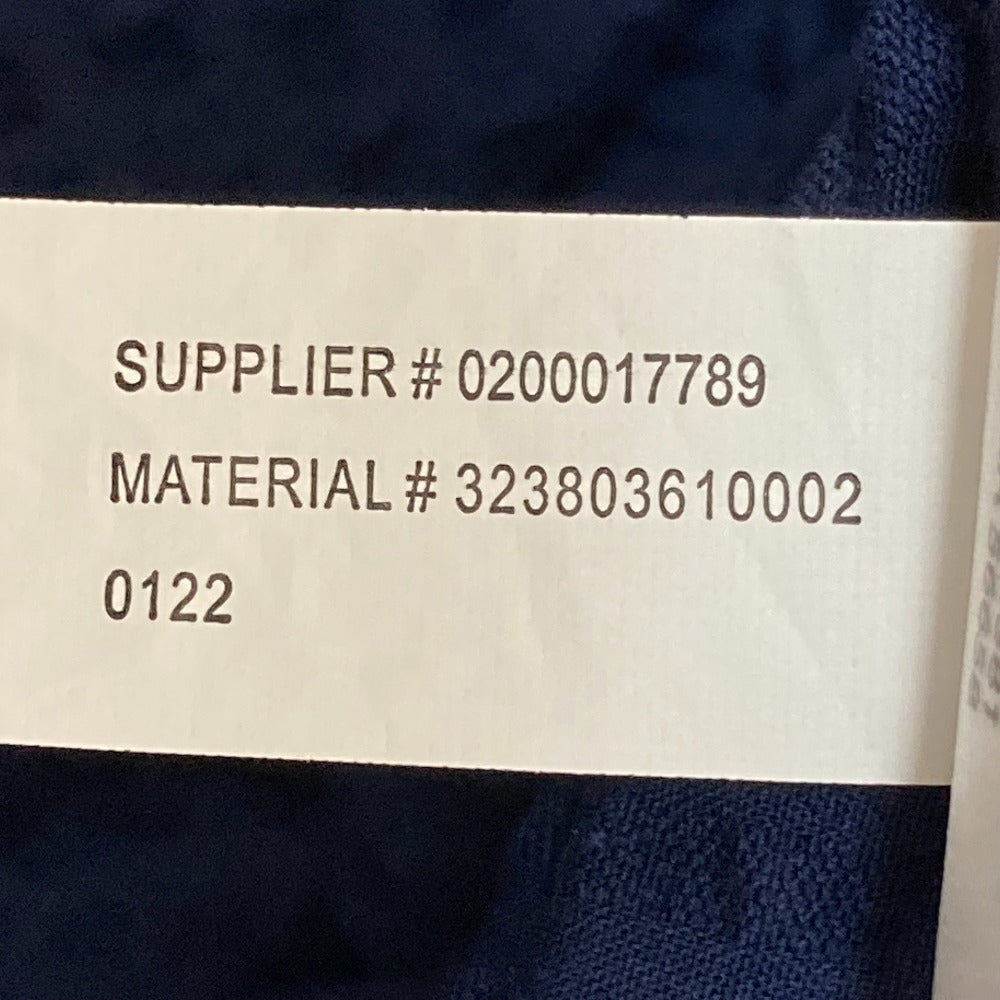 SUPPLIER # 0200017789
MATERIAL # 323803610002
0122